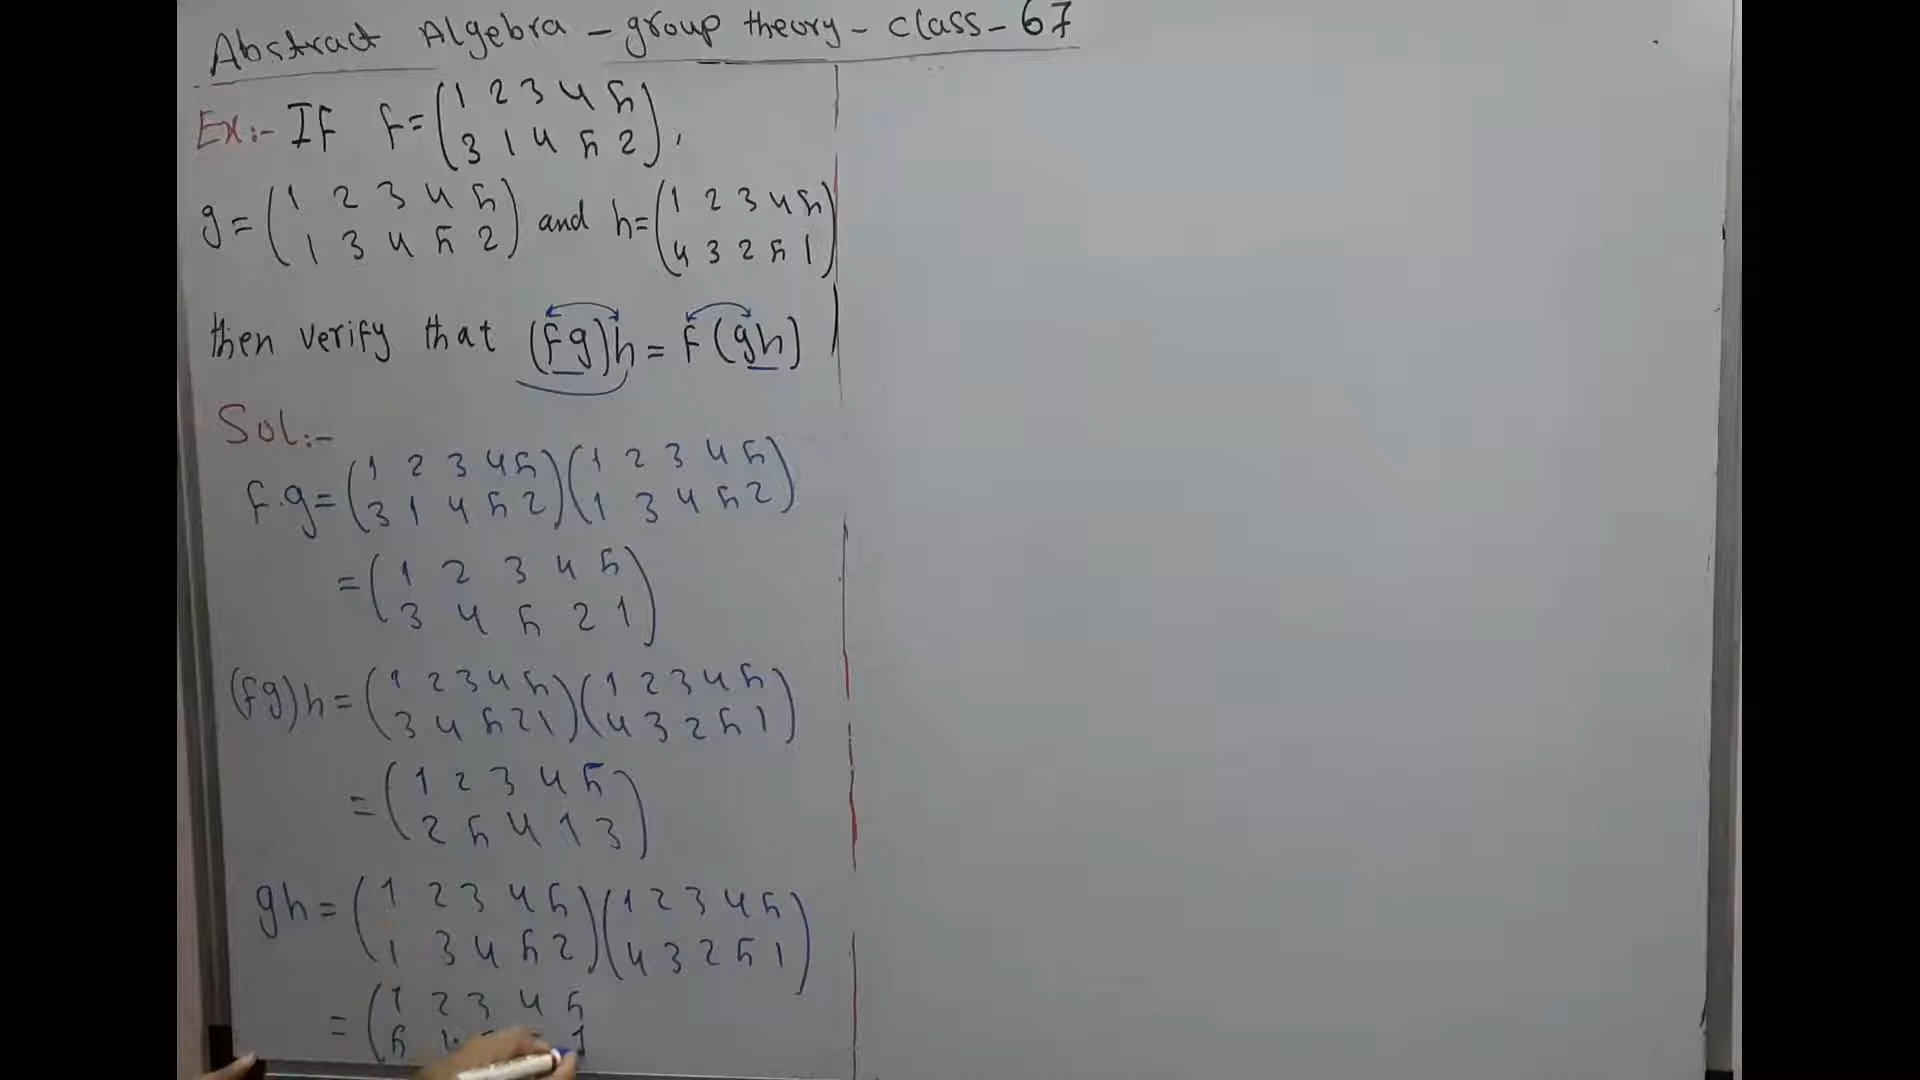 Abstract Algebra - group theory - class - 67
Ex:- If f = (1 2 3 4 5
3 1 4 5 2),
g = (1 2 3 4 5
1 3 4 5 2) and h = (1 2 3 4 5
4 3 2 5 1)
then verify that (fg)h = f(gh)
Sol:-
f.g = (1 2 3 4 5
3 1 4 5 2)(1 2 3 4 5
1 3 4 5 2)
= (1 2 3 4 5
3 4 5 2 1)
(fg)h = (1 2 3 4 5
3 4 5 2 1)(1 2 3 4 5
4 3 2 5 1)
= (1 2 3 4 5
2 5 4 1 3)
gh = (1 2 3 4 5
1 3 4 5 2)(1 2 3 4 5
4 3 2 5 1)
= (1 2 3 4 5
5